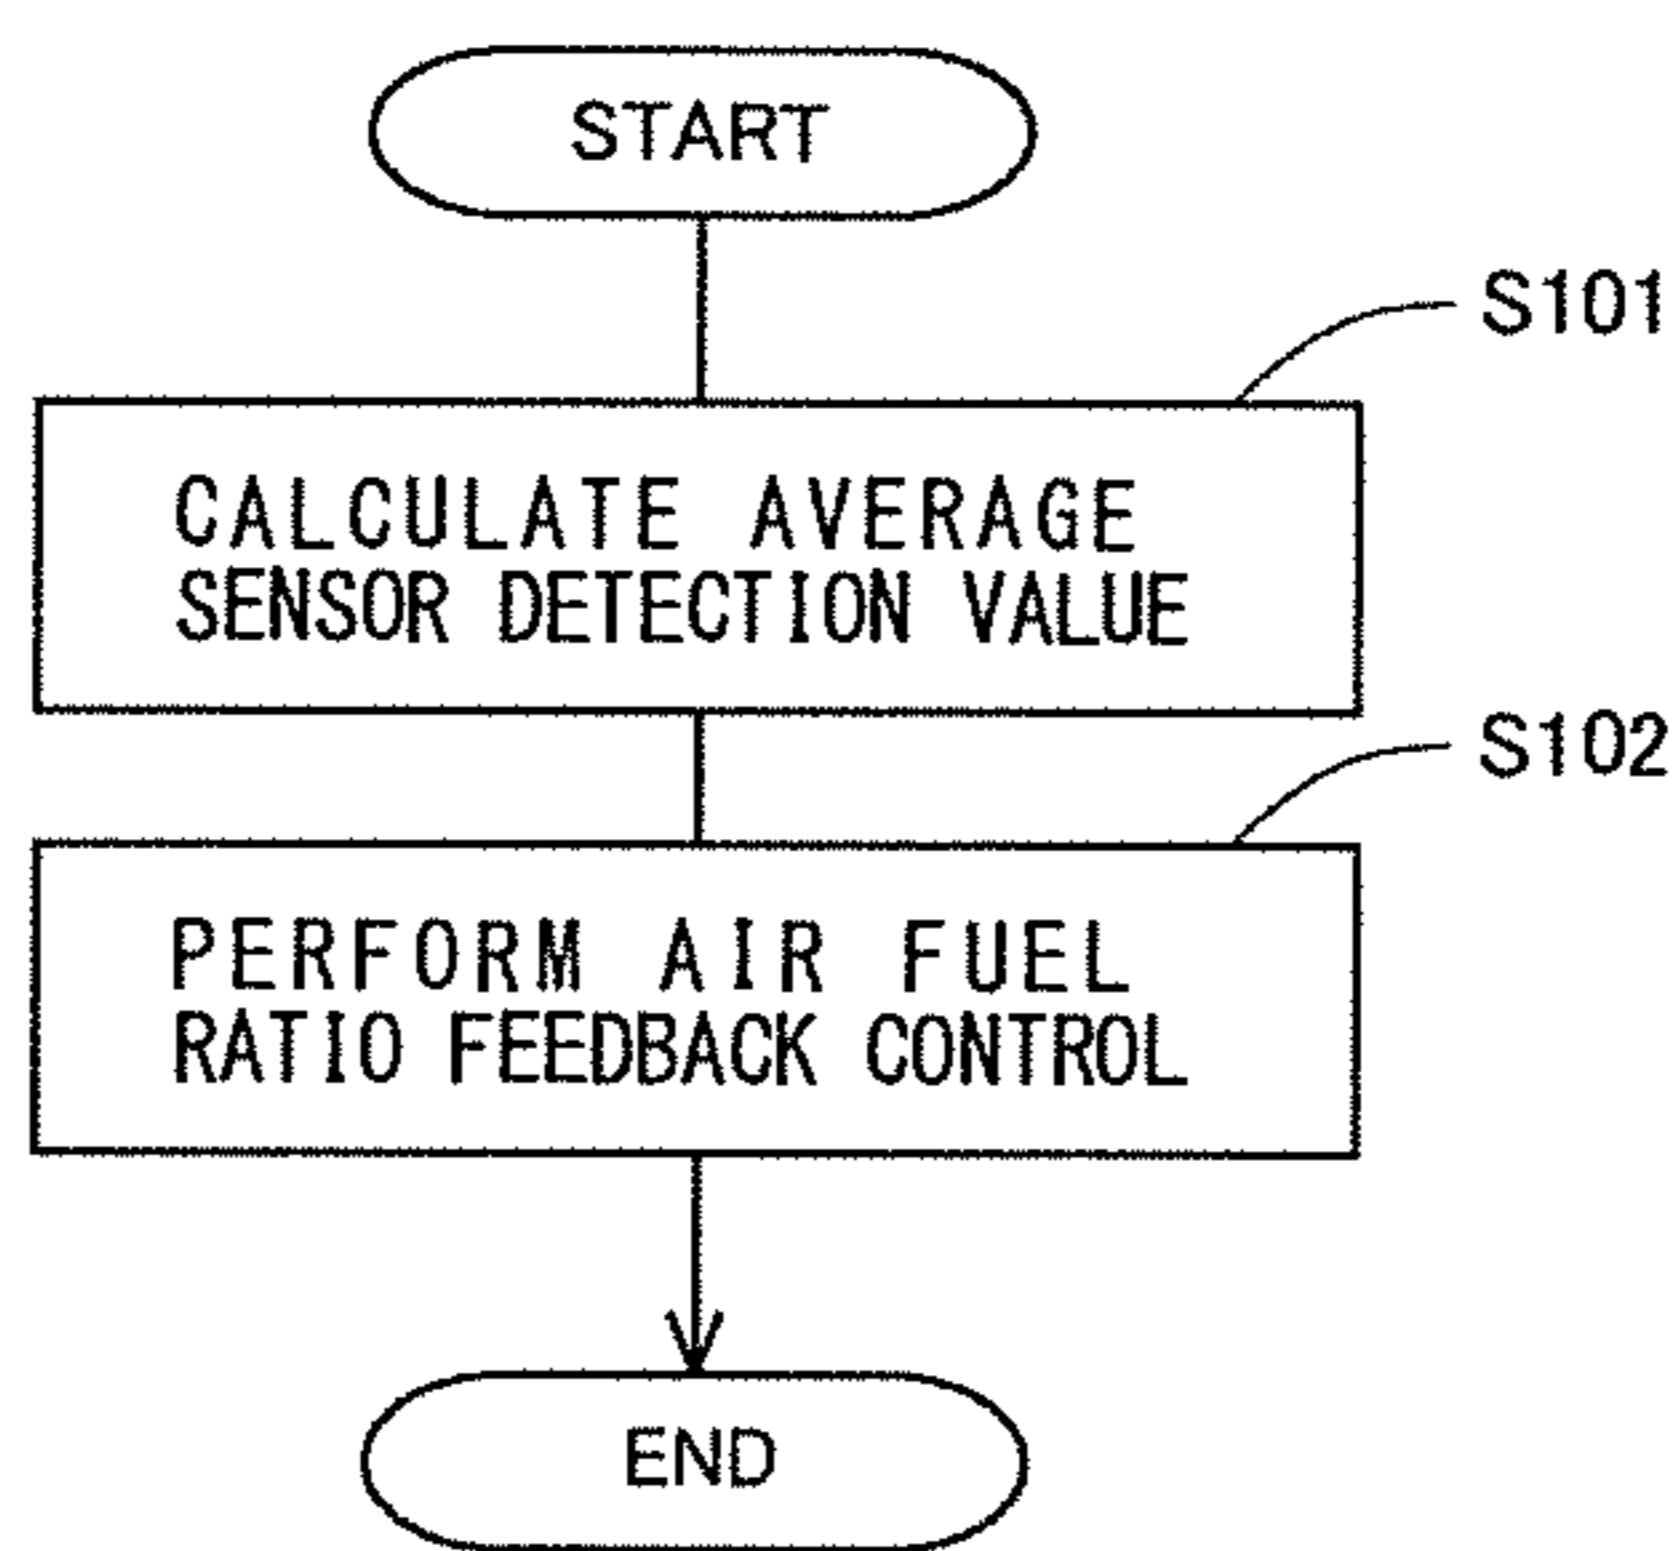 START
S101
CALCULATE AVERAGE
SENSOR DETECTION VALUE
S102
PERFORM AIR FUEL
RATIO FEEDBACK CONTROL
END